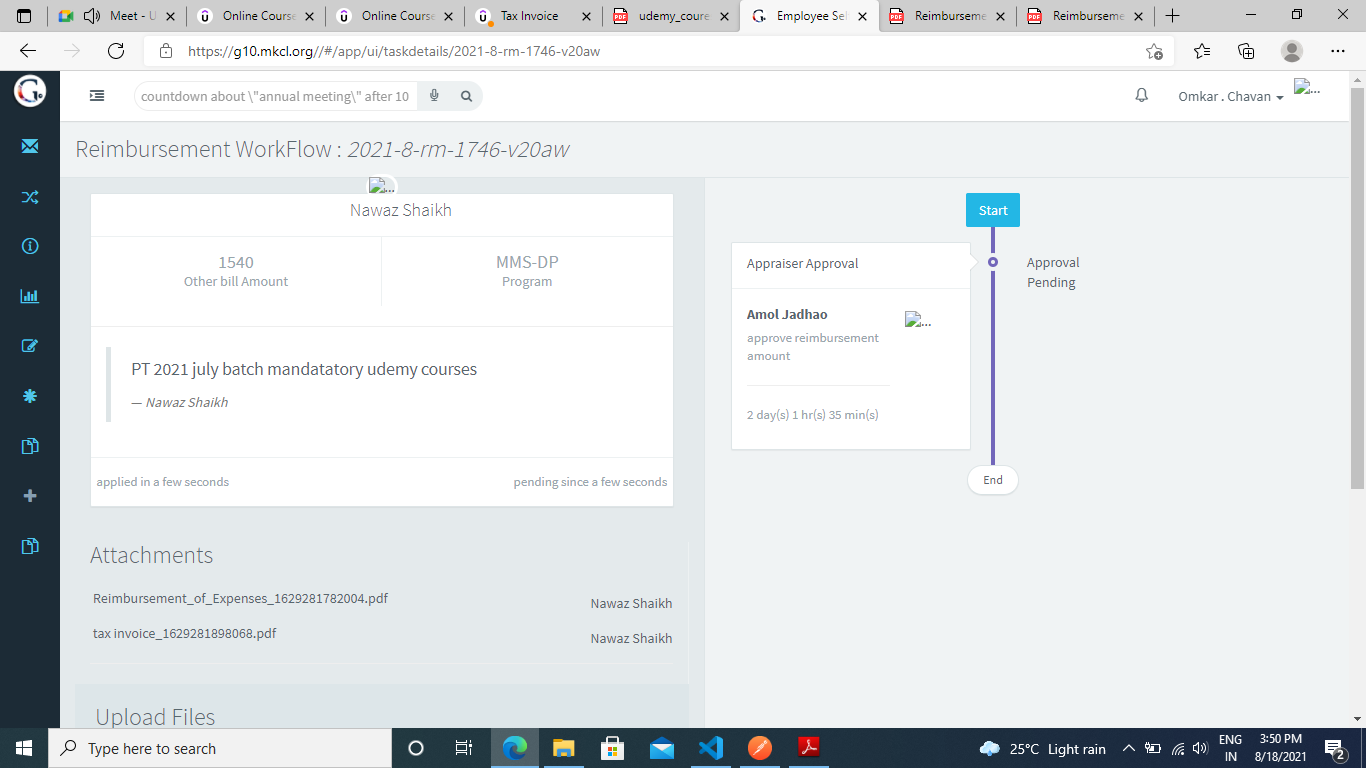 Meet - U
Online Course
Online Course
Tax Invoice
udemy_coure
Employee Sel
Reimburseme
Reimburseme
https://g10.mkcl.org//#/app/ui/taskdetails/2021-8-rm-1746-v20aw
countdown about \"annual meeting\" after 10
Omkar . Chavan
Reimbursement WorkFlow : 2021-8-rm-1746-v20aw
Nawaz Shaikh
1540
Other bill Amount
MMS-DP
Program
PT 2021 july batch mandatatory udemy courses
— Nawaz Shaikh
applied in a few seconds
pending since a few seconds
Attachments
Reimbursement_of_Expenses_1629281782004.pdf
Nawaz Shaikh
tax invoice_1629281898068.pdf
Nawaz Shaikh
Upload Files
Start
Appraiser Approval
Approval
Pending
Amol Jadhao
approve reimbursement
amount
2 day(s) 1 hr(s) 35 min(s)
End
Type here to search
25°C Light rain
ENG
IN
3:50 PM
8/18/2021
2